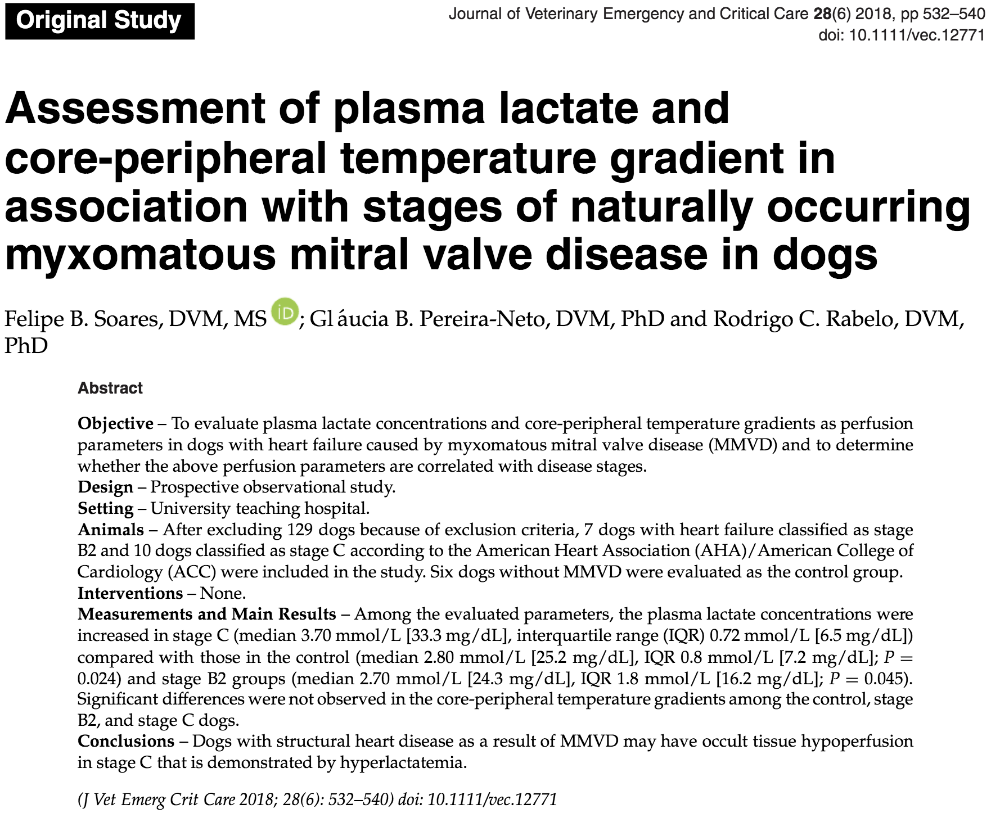 Original Study
Journal of Veterinary Emergency and Critical Care 28(6) 2018, pp 532–540
doi: 10.1111/vec.12771
Assessment of plasma lactate and
core-peripheral temperature gradient in
association with stages of naturally occurring
myxomatous mitral valve disease in dogs
Felipe B. Soares, DVM, MS iD; Gláucia B. Pereira-Neto, DVM, PhD and Rodrigo C. Rabelo, DVM,
PhD
Abstract
Objective – To evaluate plasma lactate concentrations and core-peripheral temperature gradients as perfusion
parameters in dogs with heart failure caused by myxomatous mitral valve disease (MMVD) and to determine
whether the above perfusion parameters are correlated with disease stages.
Design – Prospective observational study.
Setting – University teaching hospital.
Animals – After excluding 129 dogs because of exclusion criteria, 7 dogs with heart failure classified as stage
B2 and 10 dogs classified as stage C according to the American Heart Association (AHA)/American College of
Cardiology (ACC) were included in the study. Six dogs without MMVD were evaluated as the control group.
Interventions – None.
Measurements and Main Results – Among the evaluated parameters, the plasma lactate concentrations were
increased in stage C (median 3.70 mmol/L [33.3 mg/dL], interquartile range (IQR) 0.72 mmol/L [6.5 mg/dL])
compared with those in the control (median 2.80 mmol/L [25.2 mg/dL], IQR 0.8 mmol/L [7.2 mg/dL]; P =
0.024) and stage B2 groups (median 2.70 mmol/L [24.3 mg/dL], IQR 1.8 mmol/L [16.2 mg/dL]; P = 0.045).
Significant differences were not observed in the core-peripheral temperature gradients among the control, stage
B2, and stage C dogs.
Conclusions – Dogs with structural heart disease as a result of MMVD may have occult tissue hypoperfusion
in stage C that is demonstrated by hyperlactatemia.
(J Vet Emerg Crit Care 2018; 28(6): 532–540) doi: 10.1111/vec.12771